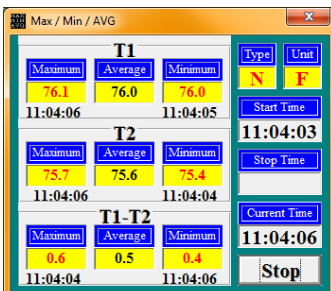 MAX MIN AVG Max / Min / AVG
T1
Maximum Average Minimum
76.1 76.0 76.0
11:04:06 11:04:05
T2
Maximum Average Minimum
75.7 75.6 75.4
11:04:06 11:04:04
T1-T2
Maximum Average Minimum
0.6 0.5 0.4
11:04:04 11:04:06
Type Unit
N F
Start Time
11:04:03
Stop Time
Current Time
11:04:06
Stop